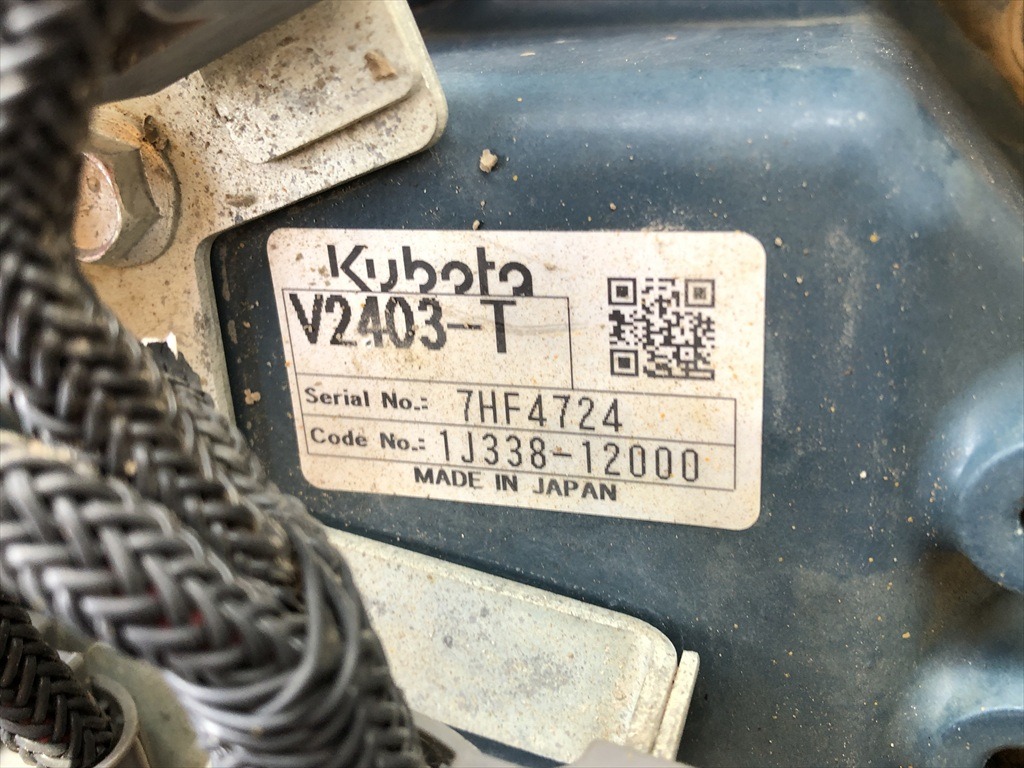 Kubota
V2403-T
Serial No.: 7HF4724
Code No.: 1J338-12000
MADE IN JAPAN